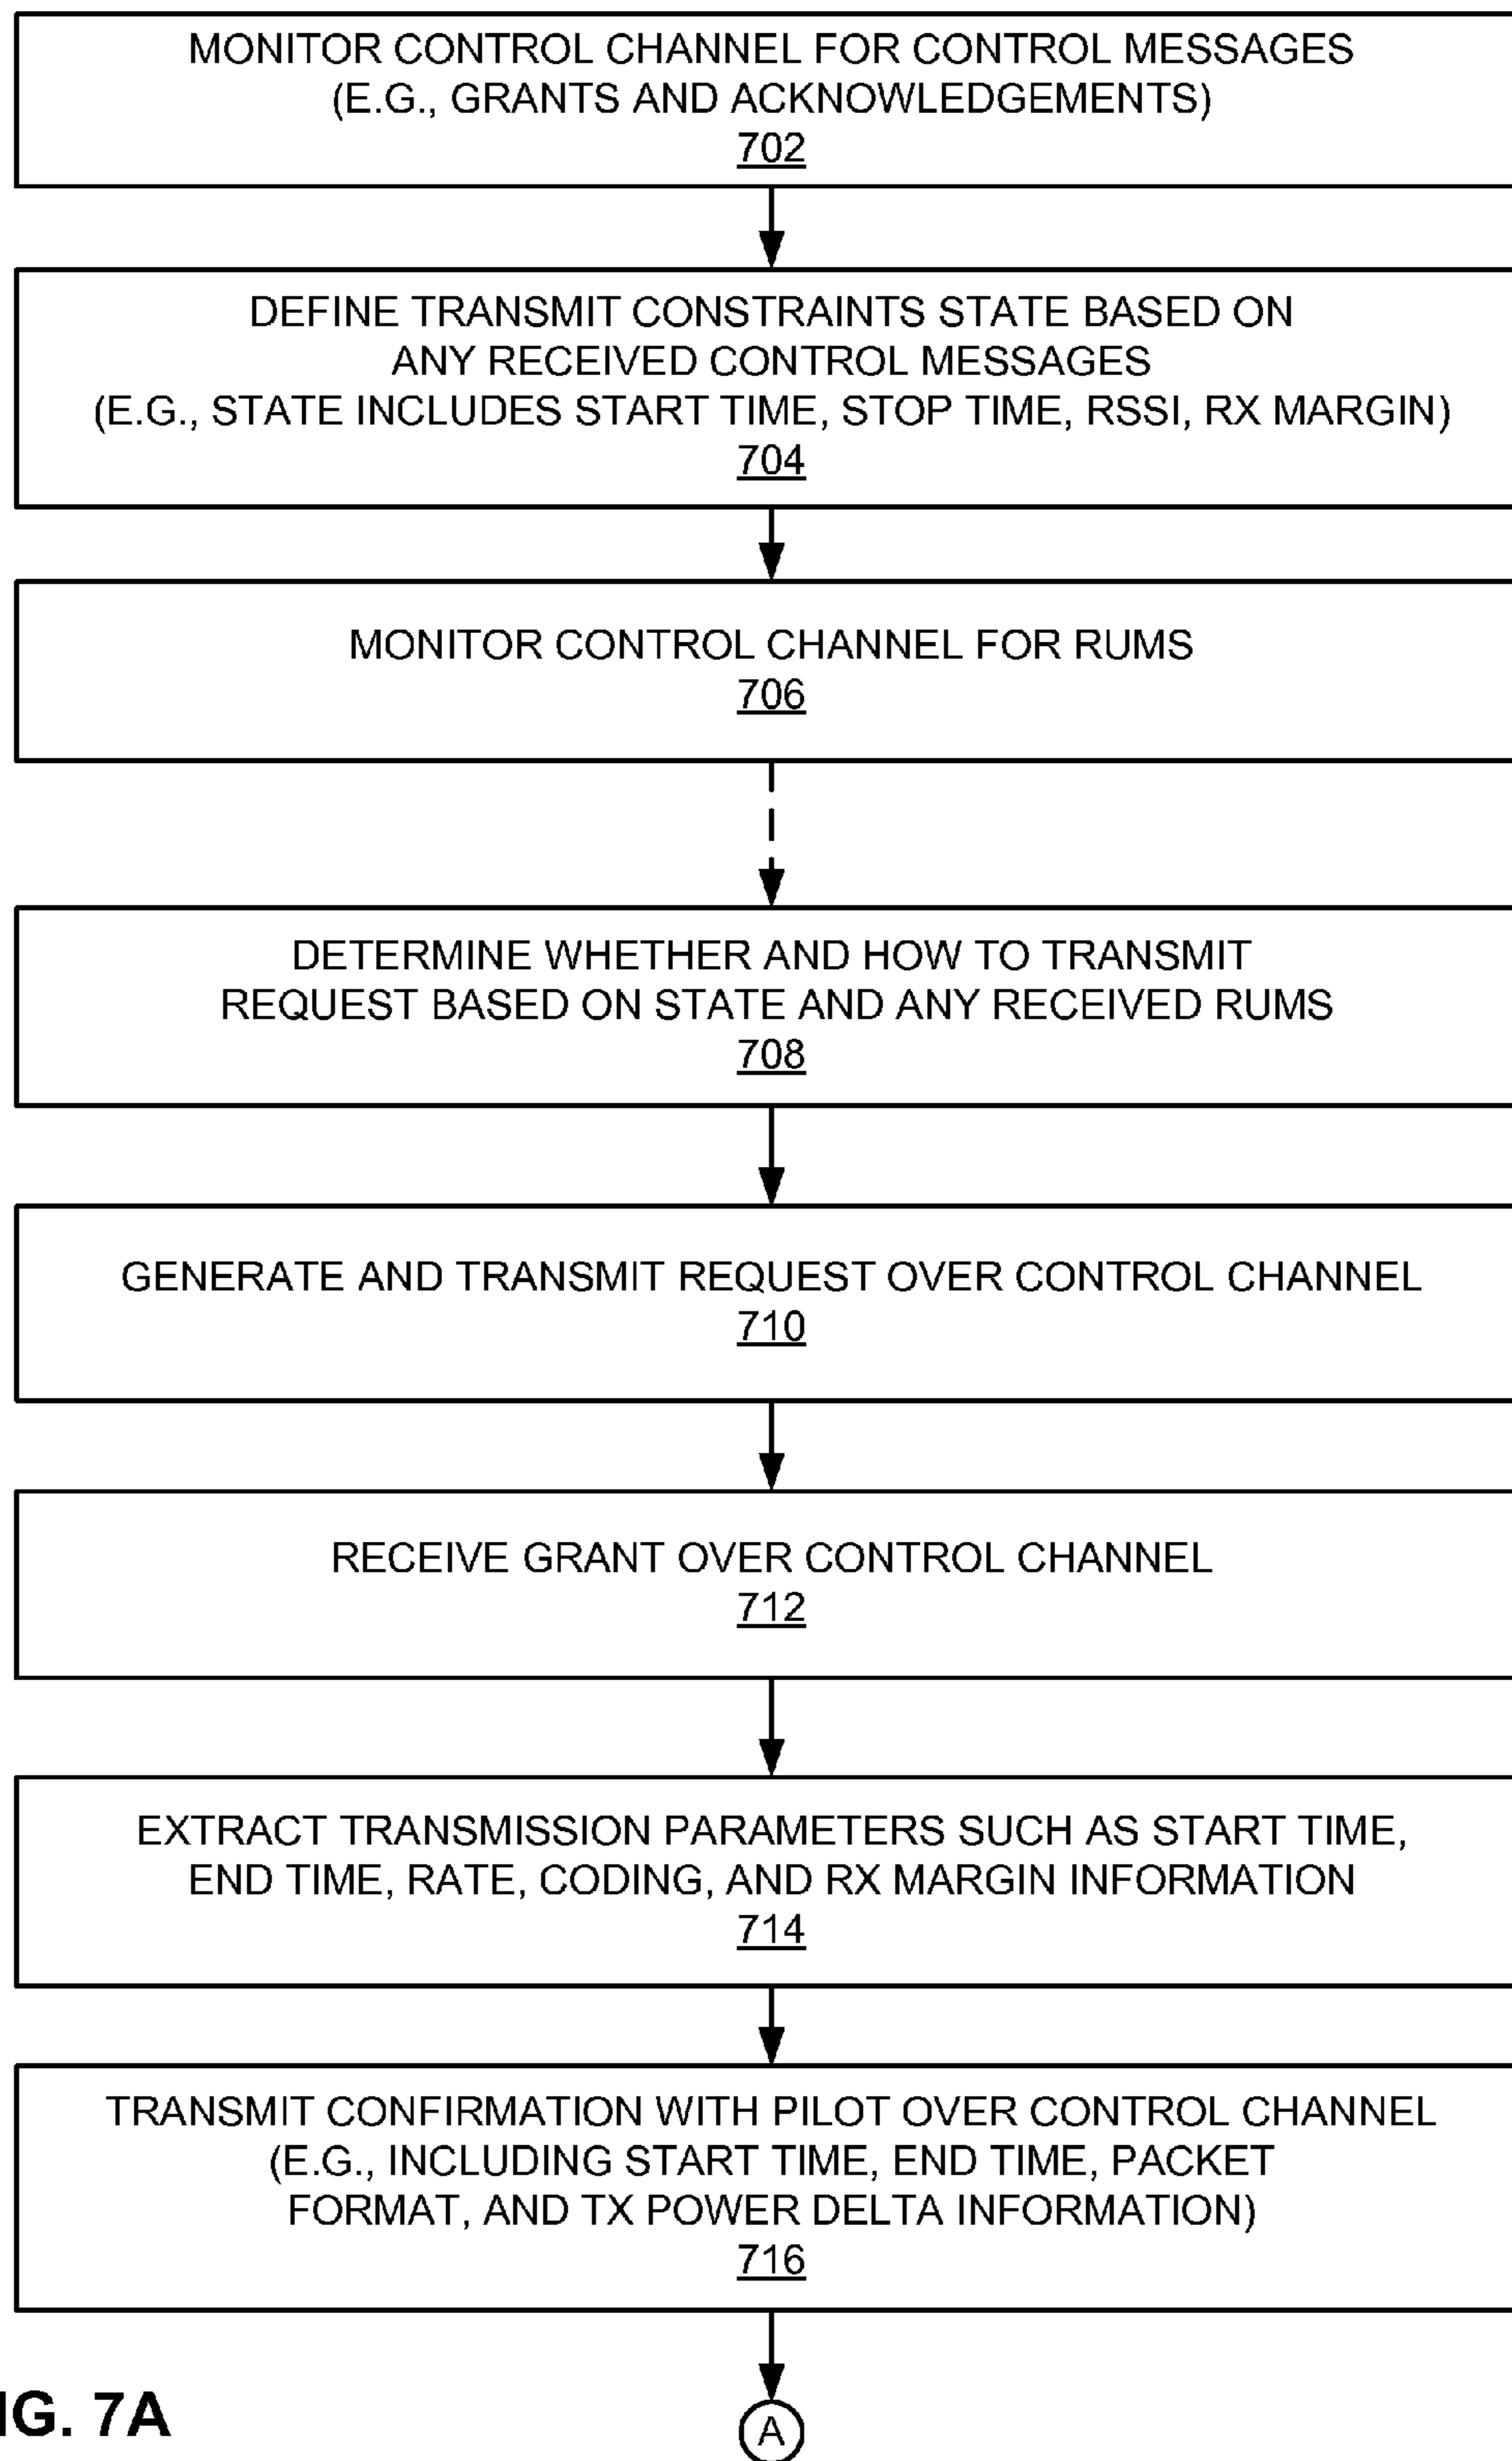 MONITOR CONTROL CHANNEL FOR CONTROL MESSAGES
(E.G., GRANTS AND ACKNOWLEDGEMENTS)
702
DEFINE TRANSMIT CONSTRAINTS STATE BASED ON
ANY RECEIVED CONTROL MESSAGES
(E.G., STATE INCLUDES START TIME, STOP TIME, RSSI, RX MARGIN)
704
MONITOR CONTROL CHANNEL FOR RUMS
706
DETERMINE WHETHER AND HOW TO TRANSMIT
REQUEST BASED ON STATE AND ANY RECEIVED RUMS
708
GENERATE AND TRANSMIT REQUEST OVER CONTROL CHANNEL
710
RECEIVE GRANT OVER CONTROL CHANNEL
712
EXTRACT TRANSMISSION PARAMETERS SUCH AS START TIME,
END TIME, RATE, CODING, AND RX MARGIN INFORMATION
714
TRANSMIT CONFIRMATION WITH PILOT OVER CONTROL CHANNEL
(E.G., INCLUDING START TIME, END TIME, PACKET
FORMAT, AND TX POWER DELTA INFORMATION)
716
IG. 7A
A